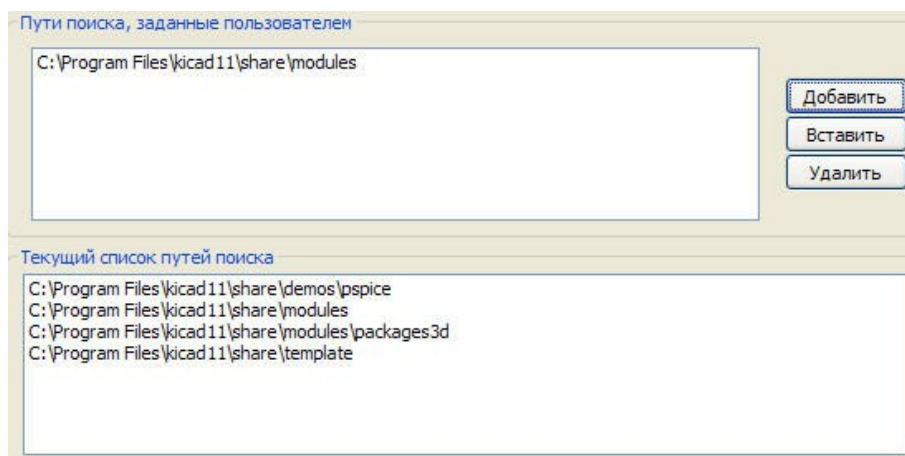 Пути поиска, заданные пользователем
C:\Program Files\kicad11\share\modules
Добавить
Вставить
Удалить
Текущий список путей поиска
C:\Program Files\kicad11\share\demos\pspice
C:\Program Files\kicad11\share\modules
C:\Program Files\kicad11\share\modules\packages3d
C:\Program Files\kicad11\share\template